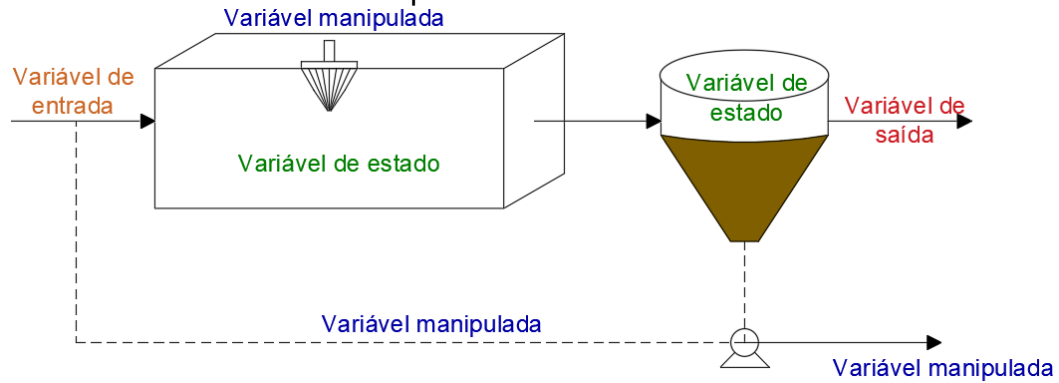 Variável manipulada
Variável de
entrada
Variável de
estado
Variável de
saída
Variável de estado
Variável manipulada
Variável manipulada